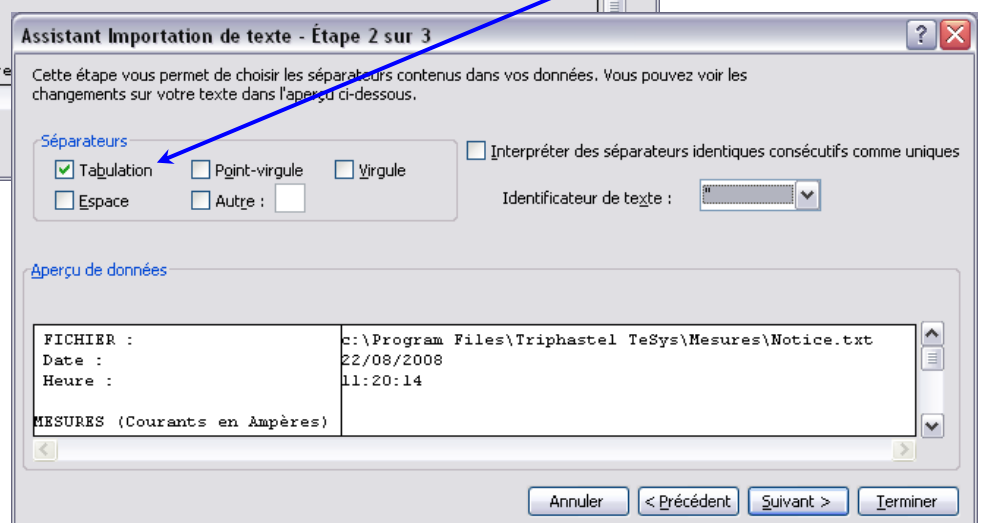 Assistant Importation de texte - Étape 2 sur 3
Cette étape vous permet de choisir les séparateurs contenus dans vos données. Vous pouvez voir les
changements sur votre texte dans l'aperçu ci-dessous.
Séparateurs
Tabulation Point-virgule Virgule
Espace Autre :
Interpréter des séparateurs identiques consécutifs comme uniques
Identificateur de texte : "
Aperçu de données
FICHIER : c:\Program Files\Triphastel TeSys\Mesures\Notice.txt
Date : 22/08/2008
Heure : 11:20:14
MESURES (Courants en Ampères)
Annuler < Précédent Suivant > Terminer